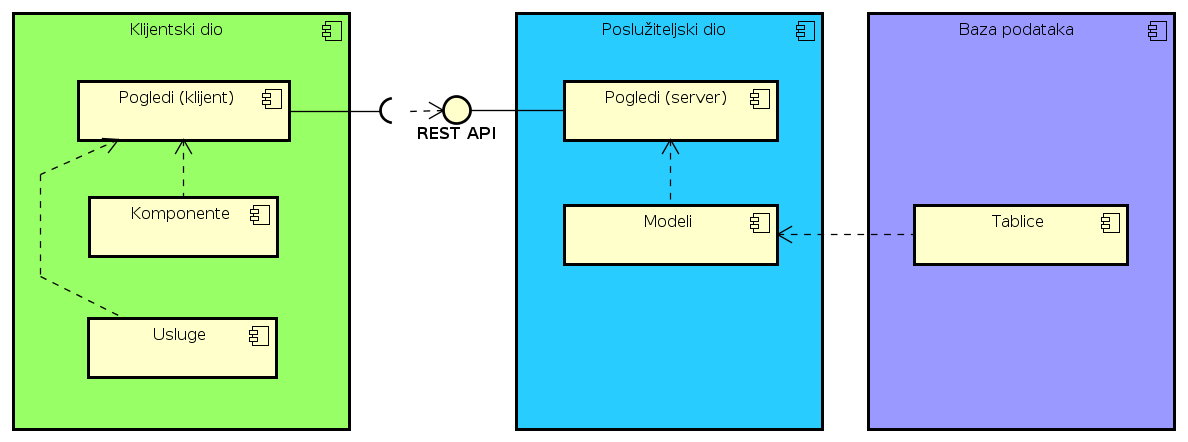 Klijentski dio
Pogledi (klijent)
Komponente
Usluge
REST API
Poslužiteljski dio
Pogledi (server)
Modeli
Baza podataka
Tablice